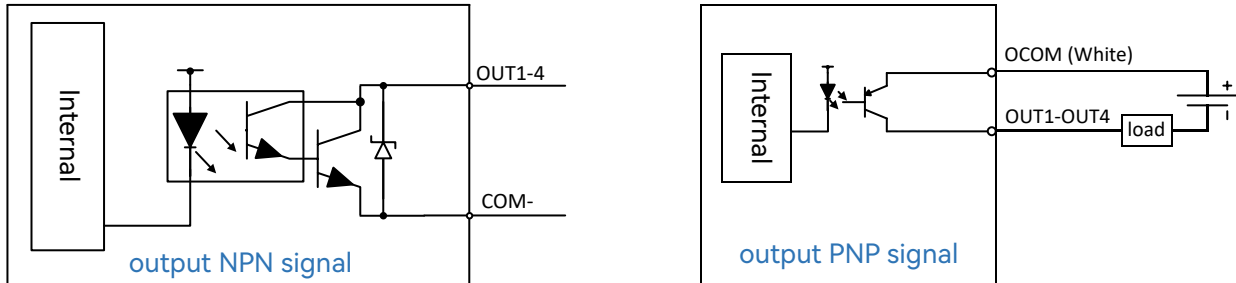 Internal
OUT1-4
COM-
output NPN signal
Internal
OCOM (White)
OUT1-OUT4
load
+
-
output PNP signal